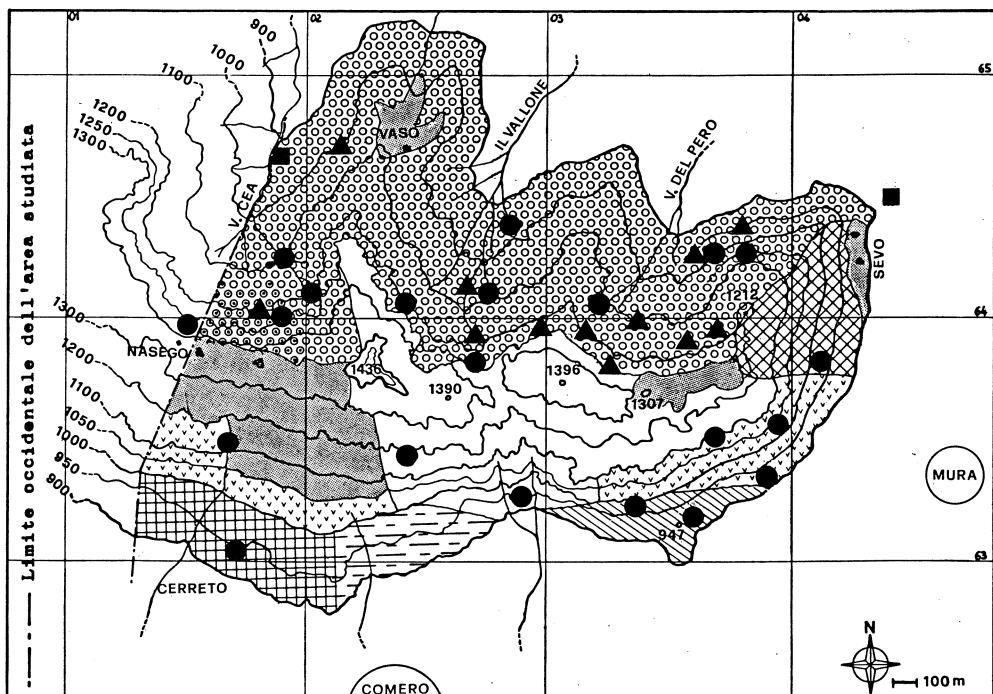 01
02
03
04
65
64
63
900
1000
1100
1200
1250
1300
V. CEA
VASO
IL VALLONE
V. DEL PERO
SEVO
1212
NASEGO
1436
1390
1396
1307
1300
1200
1100
1050
1000
950
900
947
MURA
CERRETO
COMERO
N
100 m
Limite occidentale dell'area studiata